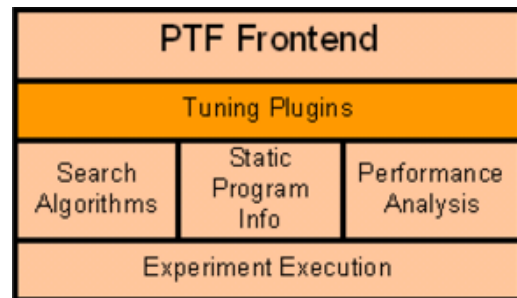 PTF Frontend
Tuning Plugins
Search
Algorithms
Static
Program
Info
Performance
Analysis
Experiment Execution